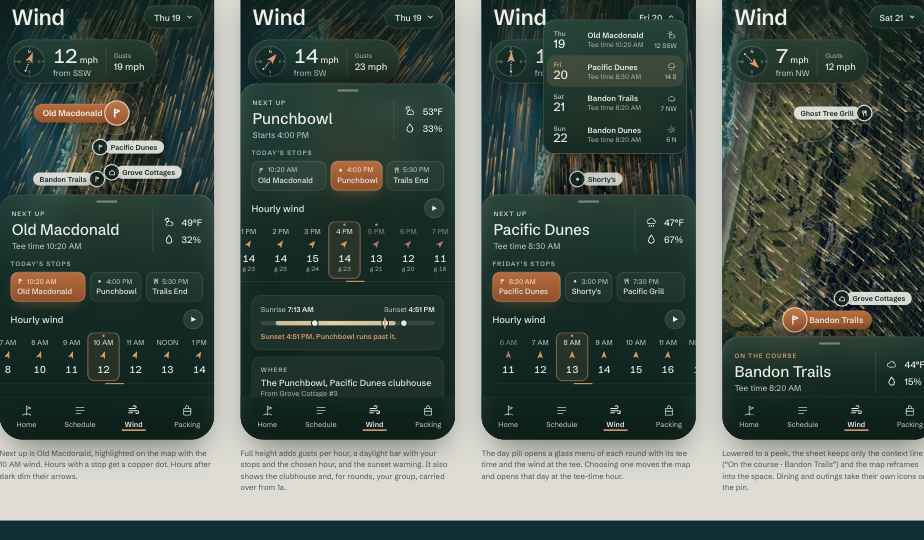 Wind
Thu 19
12 mph
from SSW
Gusts
19 mph
Old Macdonald
Pacific Dunes
Grove Cottages
Bandon Trails
NEXT UP
Old Macdonald
Tee time 10:20 AM
49°F
32%
TODAY'S STOPS
10:20 AM
Old Macdonald
4:00 PM
Punchbowl
5:30 PM
Trails End
Hourly wind
7 AM 8 AM 9 AM 10 AM 11 AM NOON 1 PM
8 10 11 12 12 13 14
Home Schedule Wind Packing
Next up is Old Macdonald, highlighted on the map with the
10 AM wind. Hours with a stop get a copper dot. Hours after
dark dim their arrows.
Wind
Thu 19
14 mph
from SW
Gusts
23 mph
NEXT UP
Punchbowl
Starts 4:00 PM
53°F
33%
TODAY'S STOPS
10:20 AM
Old Macdonald
4:00 PM
Punchbowl
5:30 PM
Trails End
Hourly wind
1 PM 2 PM 3 PM 4 PM 5 PM 6 PM 7 PM
14 14 15 14 13 12 11
g 23 g 23 g 24 g 23 g 21 g 20 g 18
Sunrise 7:13 AM
Sunset 4:51 PM
Sunset 4:51 PM. Punchbowl runs past it.
WHERE
The Punchbowl, Pacific Dunes clubhouse
From Grove Cottage #3
Home Schedule Wind Packing
Full height adds gusts per hour, a daylight bar with your
stops and the chosen hour, and the sunset warning. It also
shows the clubhouse and, for rounds, your group, carried
over from 1a.
Wind
Fri 20
Thu
19
Old Macdonald
Tee time 10:20 AM
12 SSW
Fri
20
Pacific Dunes
Tee time 8:30 AM
14 S
Sat
21
Bandon Trails
Tee time 8:20 AM
7 NW
Sun
22
Bandon Dunes
Tee time 8:30 AM
6 N
Shorty's
NEXT UP
Pacific Dunes
Tee time 8:30 AM
47°F
67%
FRIDAY'S STOPS
8:30 AM
Pacific Dunes
3:00 PM
Shorty's
7:30 PM
Pacific Grill
Hourly wind
6 AM 7 AM 8 AM 9 AM 10 AM 11 AM
11 12 13 14 15 16
Home Schedule Wind Packing
The day pill opens a glass menu of each round with its tee
time and the wind at the tee. Choosing one moves the map
and opens that day at the tee-time hour.
Wind
Sat 21
7 mph
from NW
Gusts
12 mph
Ghost Tree Grill
Grove Cottages
Bandon Trails
ON THE COURSE
Bandon Trails
Tee time 8:20 AM
44°F
15%
Home Schedule Wind Packing
Lowered to a peek, the sheet keeps only the context line
("On the course · Bandon Trails") and the map reframes
into the space. Dining and outings take their own icons on
the pin.